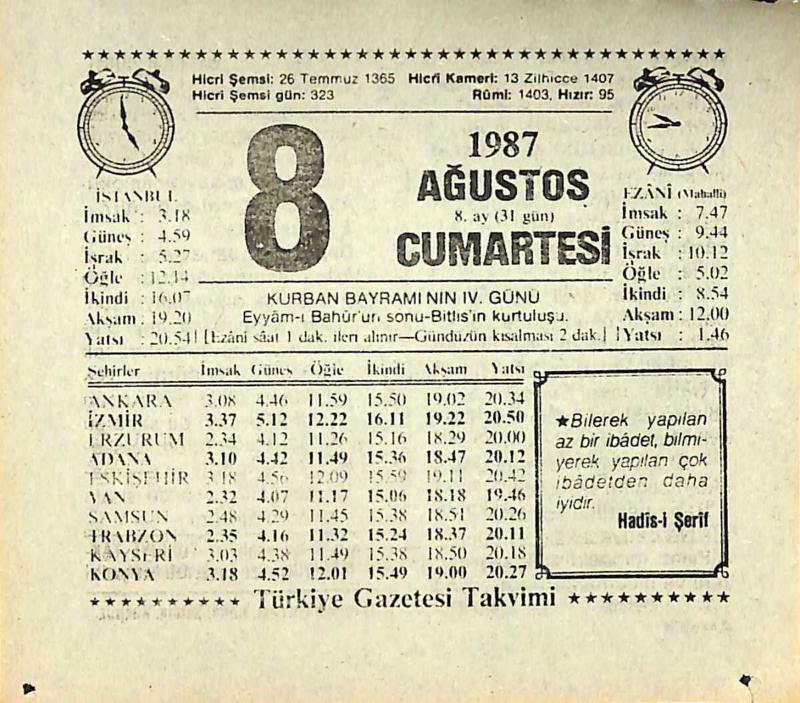 Hicri Şemsi: 26 Temmuz 1365 Hicrî Kameri: 13 Zilhicce 1407
Hicri Şemsi gün: 323 Rûmi: 1403, Hızır: 95
8
1987
AĞUSTOS
8. ay (31 gün)
CUMARTESİ
İSTANBUL
İmsak : 3.18
Güneş : 4.59
İşrak : 5.27
Öğle : 12.14
İkindi : 16.07
Akşam : 19.20
Yatsı : 20.54
EZÂNÎ (Mahallî)
İmsak : 7.47
Güneş : 9.44
İşrak : 10.12
Öğle : 5.02
İkindi : 8.54
Akşam : 12.00
Yatsı : 1.46
KURBAN BAYRAMI NIN IV. GÜNÜ
Eyyâm-ı Bahûr'un sonu-Bitlis'in kurtuluşu.
[Ezâni sâat 1 dak. ileri alınır—Gündüzün kısalması 2 dak.]
Şehirler İmsak Güneş Öğle İkindi Akşam Yatsı
ANKARA 3.08 4.46 11.59 15.50 19.02 20.34
İZMİR 3.37 5.12 12.22 16.11 19.22 20.50
ERZURUM 2.34 4.12 11.26 15.16 18.29 20.00
ADANA 3.10 4.42 11.49 15.36 18.47 20.12
ESKİŞEHİR 3.18 4.56 12.09 15.59 19.11 20.42
VAN 2.32 4.07 11.17 15.06 18.18 19.46
SAMSUN 2.48 4.29 11.45 15.38 18.51 20.26
TRABZON 2.35 4.16 11.32 15.24 18.37 20.11
KAYSERİ 3.03 4.38 11.49 15.38 18.50 20.18
KONYA 3.18 4.52 12.01 15.49 19.00 20.27
★Bilerek yapılan
az bir ibâdet, bilmi-
yerek yapılan çok
ibâdetden daha
iyidir.
Hadîs-i Şerîf
★★★★★★★★★★ Türkiye Gazetesi Takvimi ★★★★★★★★★★